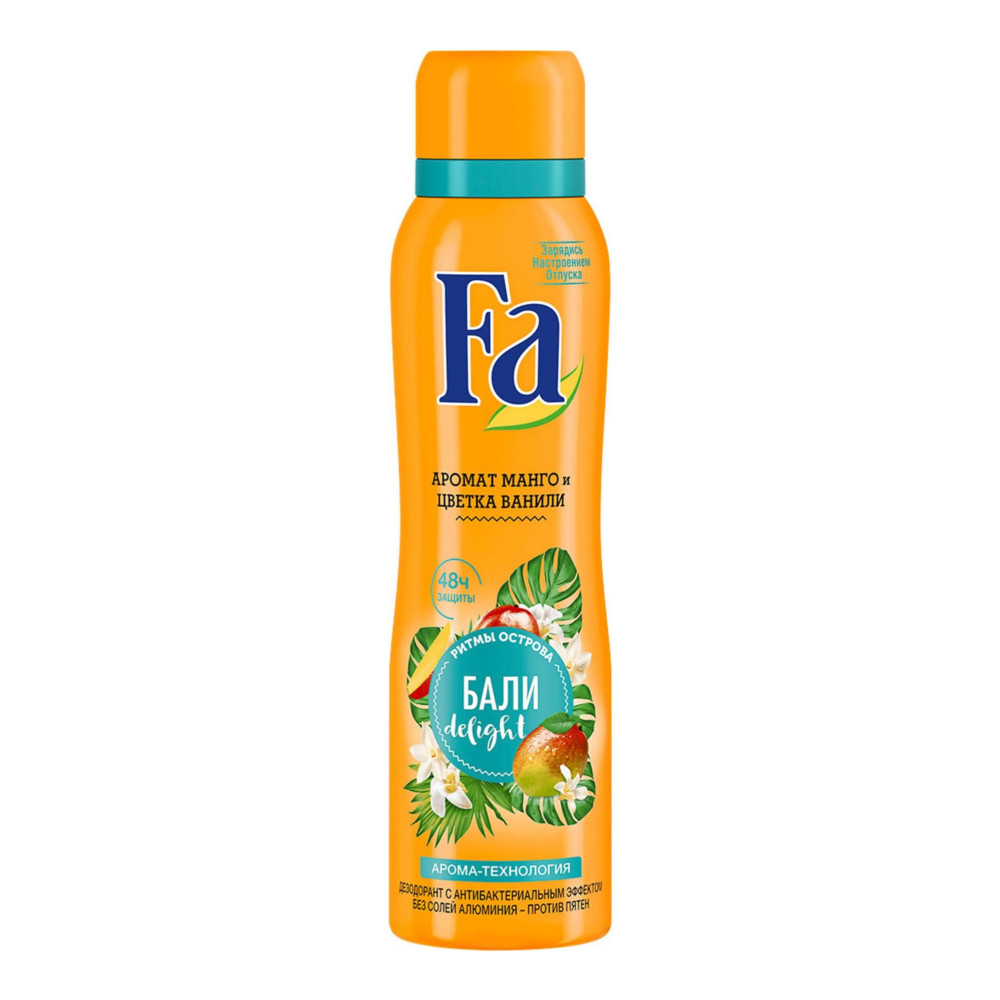 Зарядись
Настроением
Отпуска
Fa
АРОМАТ МАНГО и
ЦВЕТКА ВАНИЛИ
48ч
ЗАЩИТЫ
РИТМЫ ОСТРОВА
БАЛИ
delight
АРОМА-ТЕХНОЛОГИЯ
ДЕЗОДОРАНТ С АНТИБАКТЕРИАЛЬНЫМ ЭФФЕКТОМ
БЕЗ СОЛЕЙ АЛЮМИНИЯ – ПРОТИВ ПЯТЕН